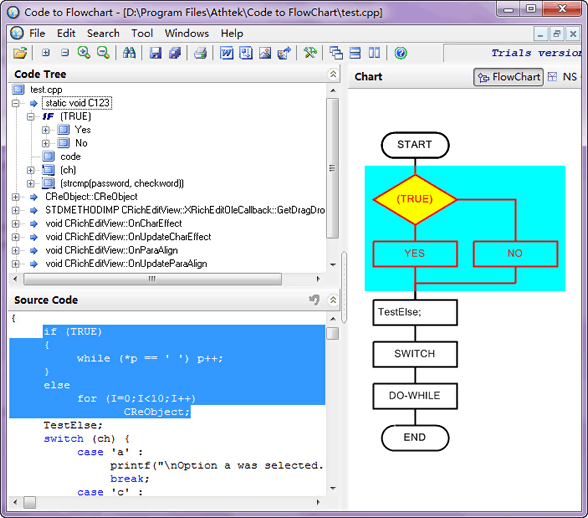 Code to Flowchart - [D:\Program Files\Athtek\Code to FlowChart\test.cpp]
File Edit Search Tool Windows Help
Trials version
Code Tree
test.cpp
static void C123
IF (TRUE)
Yes
No
code
(ch)
(strcmp(password, checkword))
CReObject::CReObject
STDMETHODIMP CRichEditView::XRichEditOleCallback::GetDragDro
void CRichEditView::OnCharEffect
void CRichEditView::OnUpdateCharEffect
void CRichEditView::OnParaAlign
void CRichEditView::OnUpdateParaAlign
Source Code
{
if (TRUE)
{
while (*p == ' ') p++;
}
else
for (I=0;I<10;I++)
CReObject;
TestElse;
switch (ch) {
case 'a' :
printf("\nOption a was selected.
break;
case 'c' :
Chart
FlowChart NS
START
(TRUE)
YES NO
TestElse;
SWITCH
DO-WHILE
END